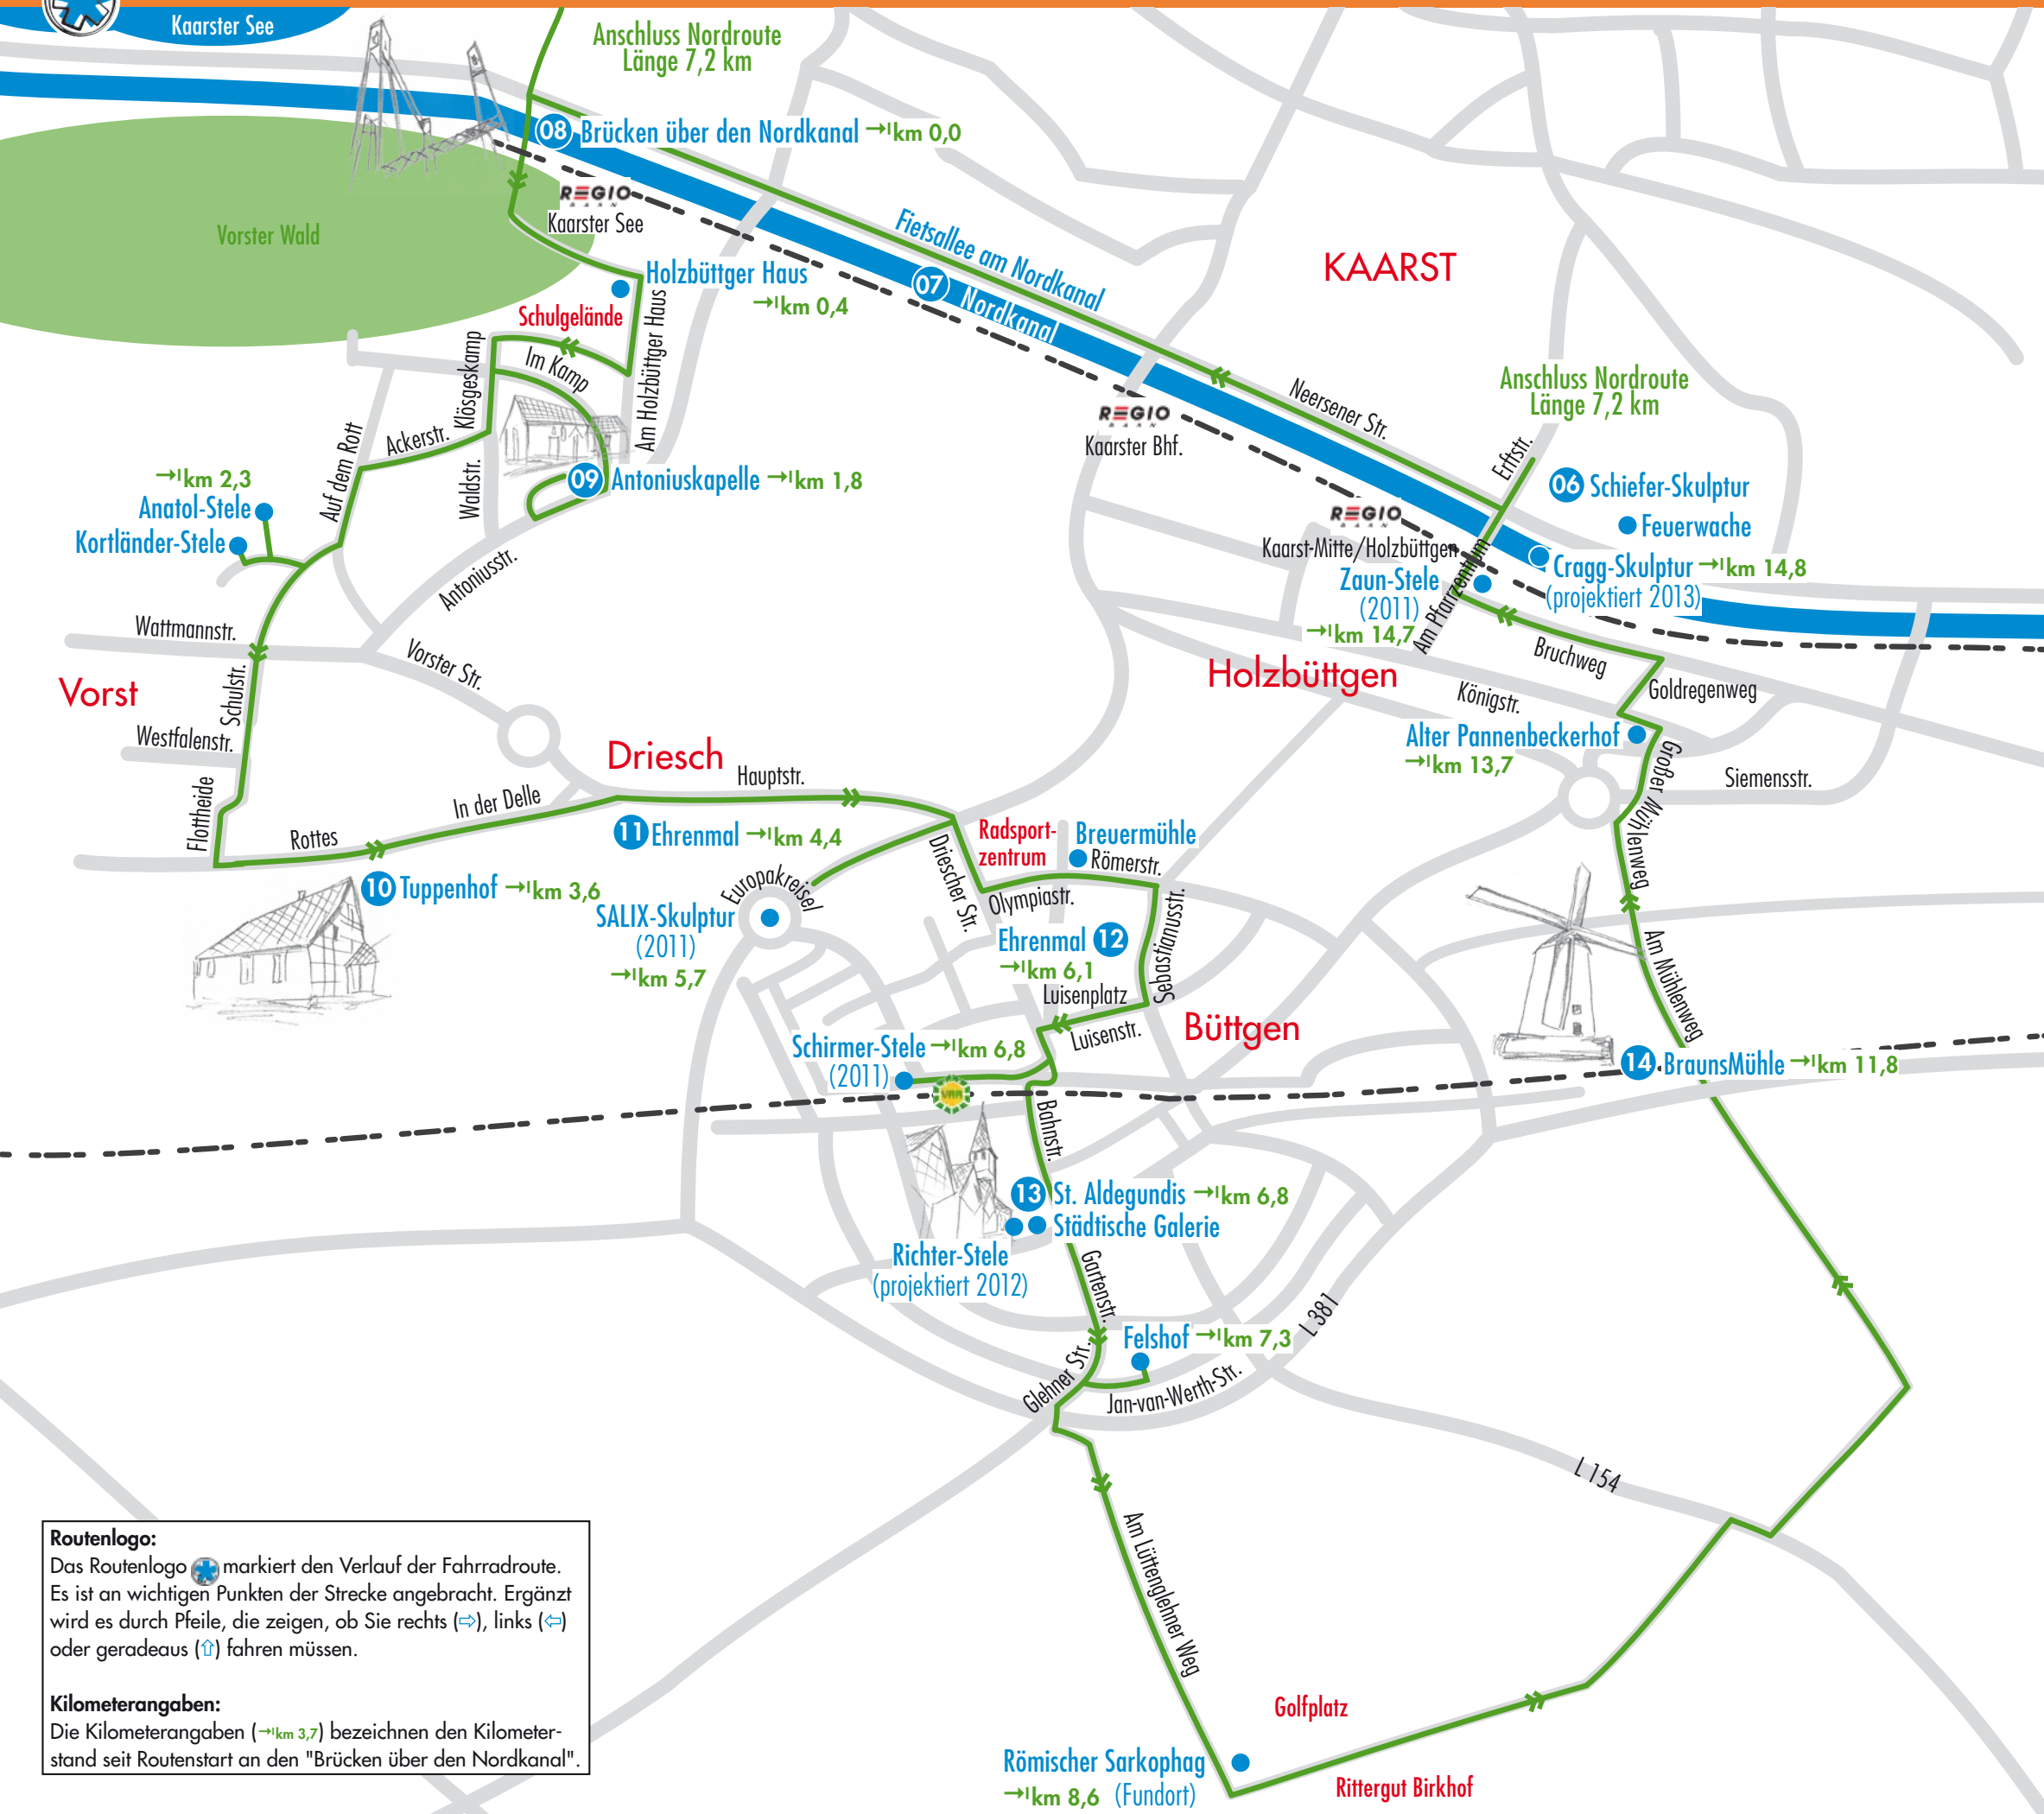 Kaarster See
Anschluss Nordroute
Länge 7,2 km
08 Brücken über den Nordkanal km 0,0
REGIO
BAHN
Kaarster See
Vorster Wald
Fietsallee am Nordkanal
07 Nordkanal
KAARST
Holzbüttger Haus
km 0,4
Schulgelände
Am Holzbüttger Haus
Klösgeskamp
Im Kamp
Neersener Str.
Anschluss Nordroute
Länge 7,2 km
REGIO
BAHN
Kaarster Bhf.
Erftstr.
Auf dem Rott
Ackerstr.
Waldstr.
09 Antoniuskapelle km 1,8
km 2,3
Anatol-Stele
Kortländer-Stele
06 Schiefer-Skulptur
Feuerwache
REGIO
BAHN
Kaarst-Mitte/Holzbüttgen
Cragg-Skulptur km 14,8
(projektiert 2013)
Zaun-Stele
(2011)
km 14,7
Am Pfarrzentrum
Antoniusstr.
Wattmannstr.
Vorster Str.
Bruchweg
Vorst
Schulstr.
Holzbüttgen
Königstr.
Goldregenweg
Westfalenstr.
Alter Pannenbeckerhof
km 13,7
Großer Mühlenweg
Siemensstr.
Driesch
Hauptstr.
In der Delle
Flottheide
Rottes
11 Ehrenmal km 4,4
Radsport-
zentrum
Breuermühle
Römerstr.
Driescher Str.
Olympiastr.
10 Tuppenhof km 3,6
Europakreisel
SALIX-Skulptur
(2011)
km 5,7
Ehrenmal 12
km 6,1
Sebastianusstr.
Luisenplatz
Luisenstr.
Büttgen
Am Mühlenweg
Schirmer-Stele km 6,8
(2011)
VRR
14 BraunsMühle km 11,8
Bahnstr.
13 St. Aldegundis km 6,8
Städtische Galerie
Richter-Stele
(projektiert 2012)
Gartenstr.
L 381
Felshof km 7,3
Glehner Str.
Jan-van-Werth-Str.
L 154
Am Lüttenglehner Weg
Golfplatz
Römischer Sarkophag
km 8,6 (Fundort)
Rittergut Birkhof
Routenlogo:
Das Routenlogo markiert den Verlauf der Fahrradroute.
Es ist an wichtigen Punkten der Strecke angebracht. Ergänzt
wird es durch Pfeile, die zeigen, ob Sie rechts (⇨), links (⇦)
oder geradeaus (⇧) fahren müssen.
Kilometerangaben:
Die Kilometerangaben (km 3,7) bezeichnen den Kilometer-
stand seit Routenstart an den "Brücken über den Nordkanal".